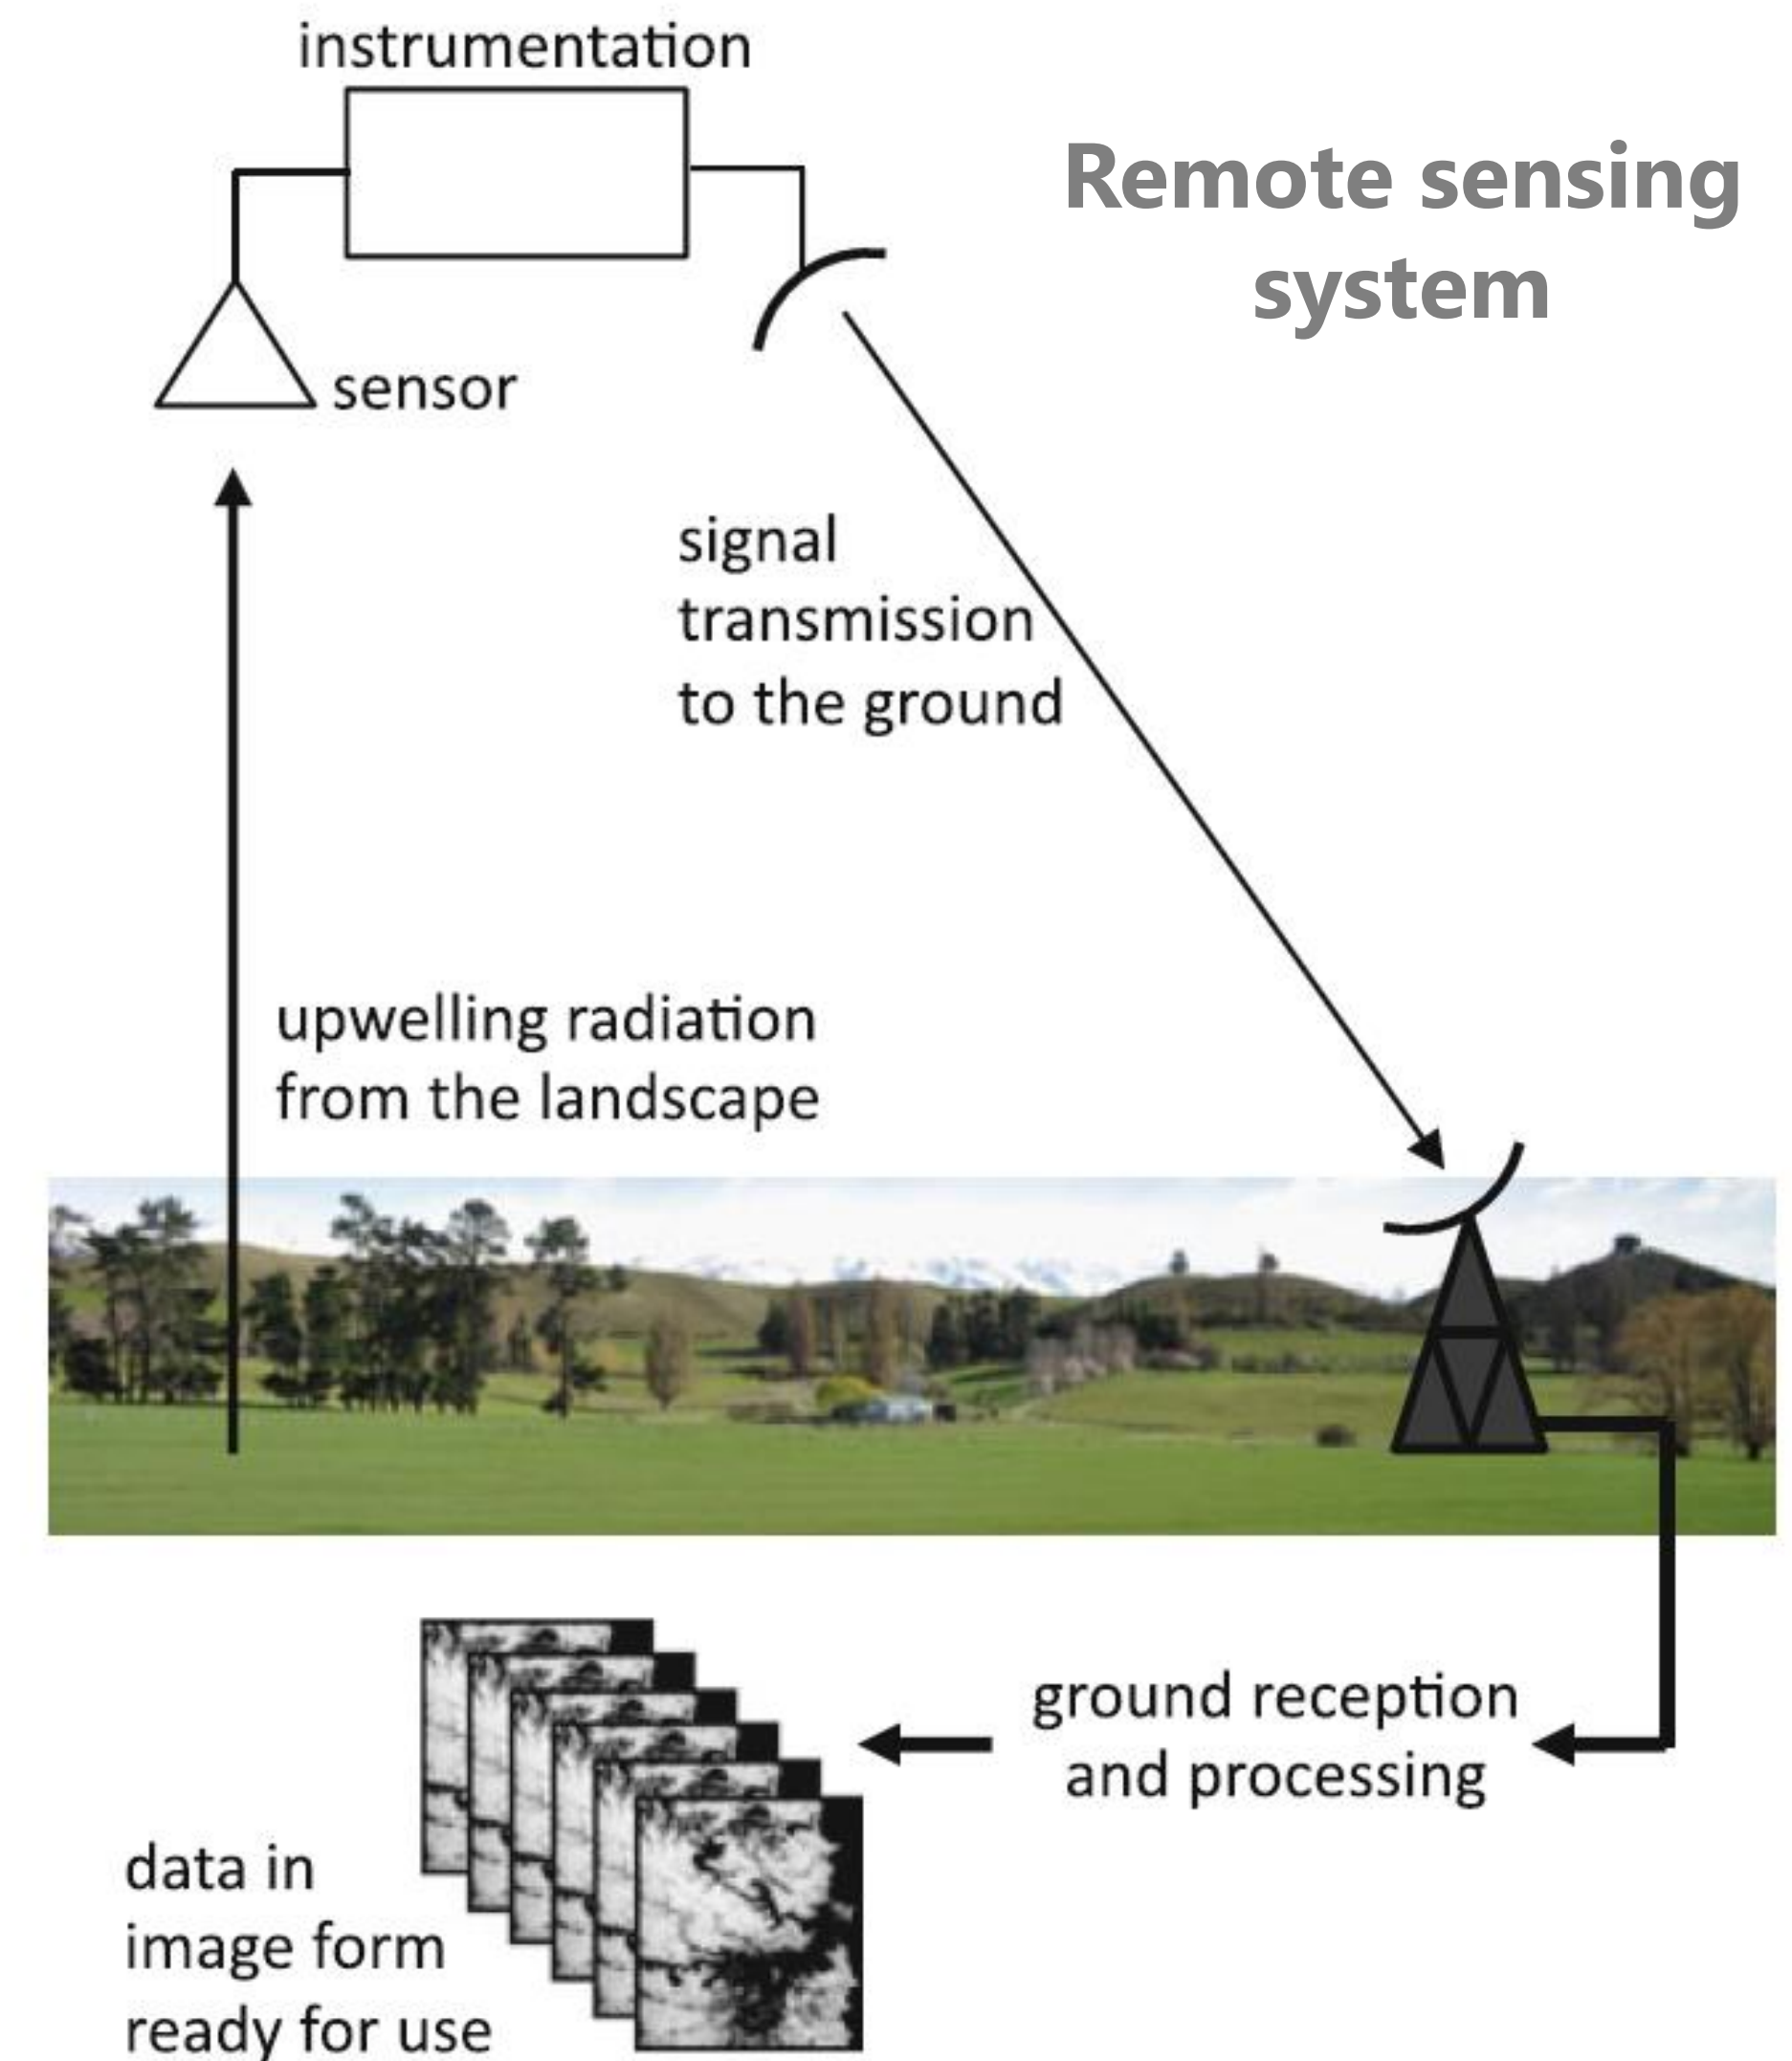 instrumentation
Remote sensing
system
sensor
signal
transmission
to the ground
upwelling radiation
from the landscape
ground reception
and processing
data in
image form
ready for use